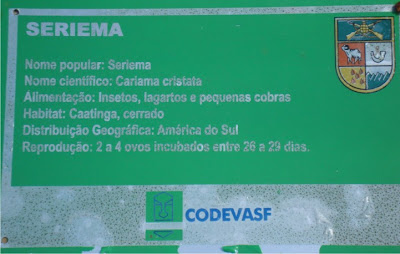 SERIEMA
Nome popular: Seriema
Nome científico: Cariama cristata
Alimentação: Insetos, lagartos e pequenas cobras
Habitat: Caatinga, cerrado
Distribuição Geográfica: América do Sul
Reprodução: 2 a 4 ovos incubados entre 26 a 29 dias.
CODEVASF